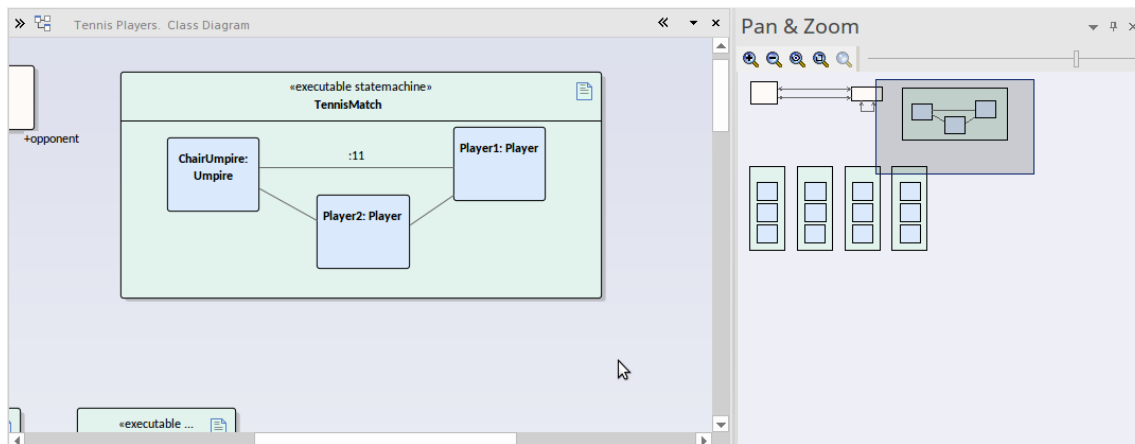 Tennis Players. Class Diagram
Pan & Zoom
«executable statemachine»
TennisMatch
+opponent
ChairUmpire:
Umpire
:11
Player1: Player
Player2: Player
«executable ...